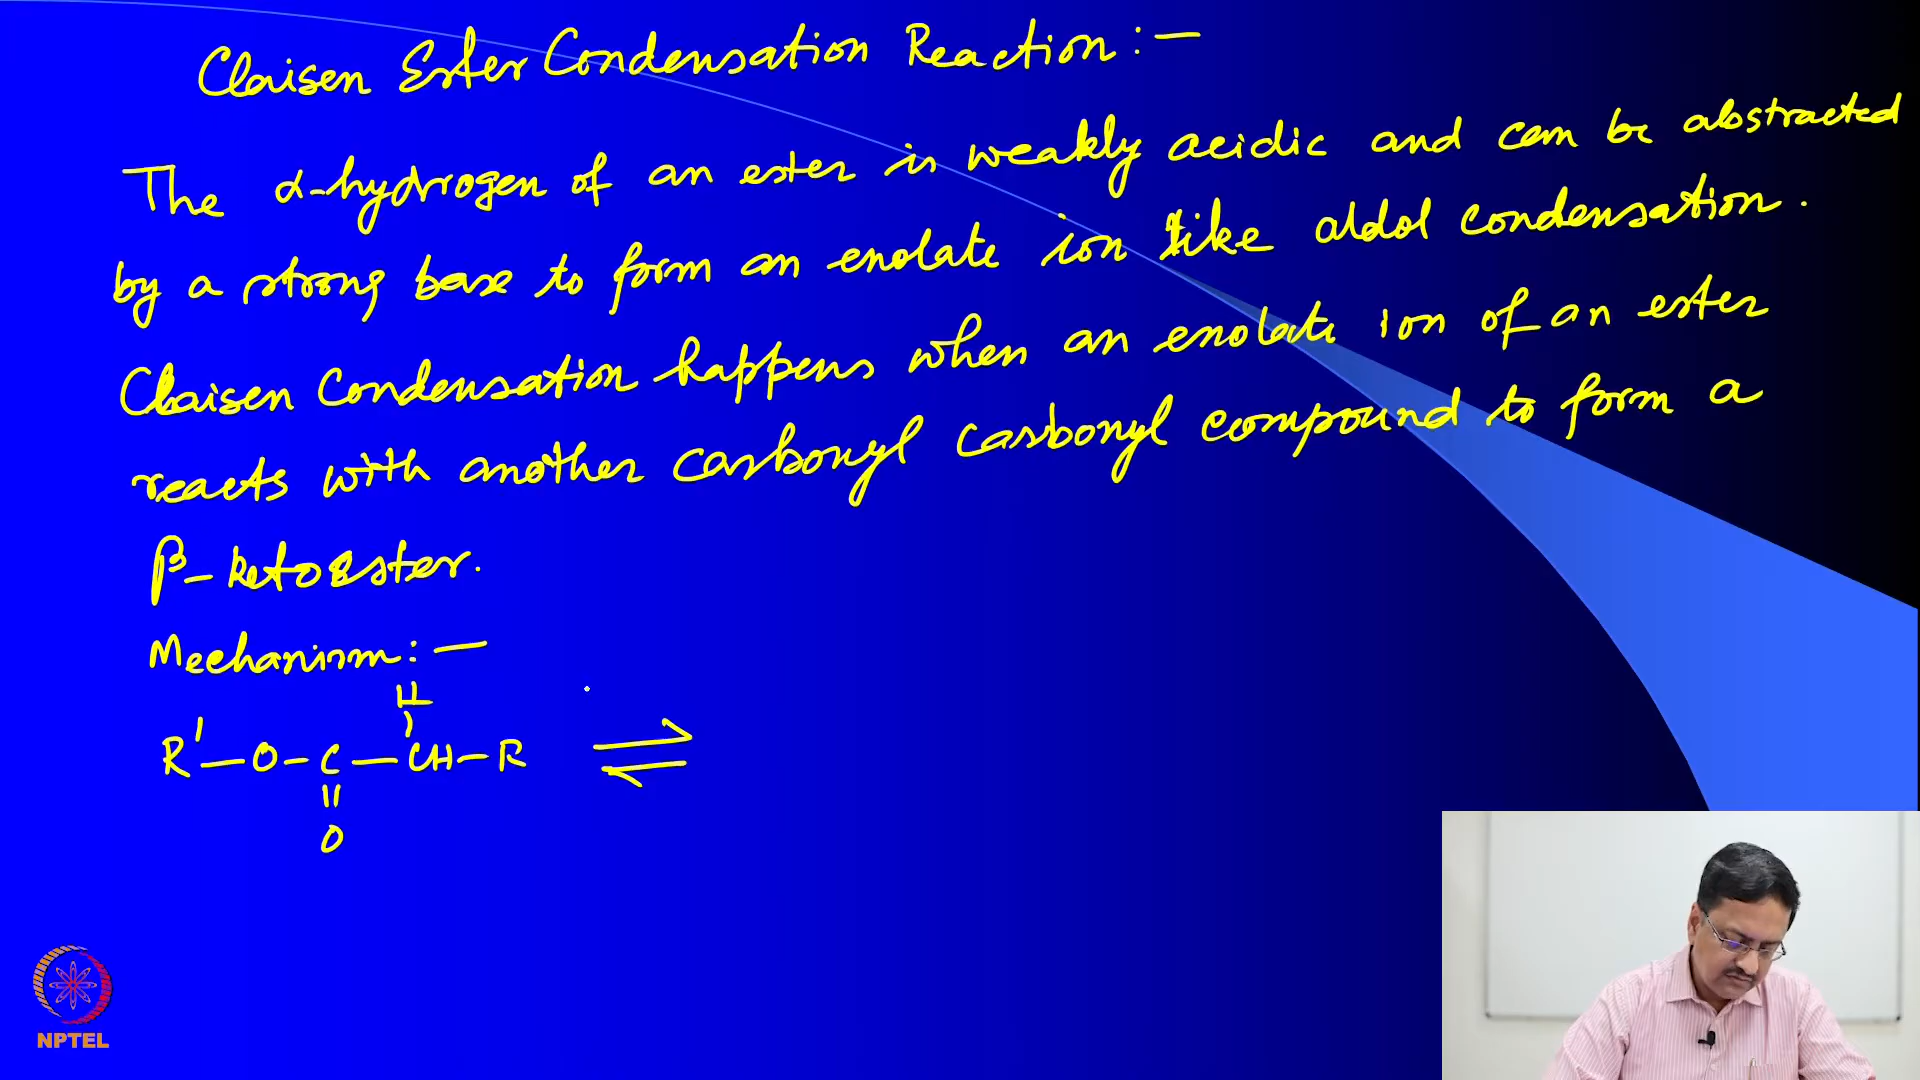 Claisen Ester Condensation Reaction :—
The α-hydrogen of an ester is weakly acidic and can be abstracted
by a strong base to form an enolate ion like aldol condensation.
Claisen Condensation happens when an enolate ion of an ester
reacts with another carbonyl carbonyl compound to form a
β-ketoester.
Mechanism :—
H
R'—O—C—CH—R ⇌
O
NPTEL